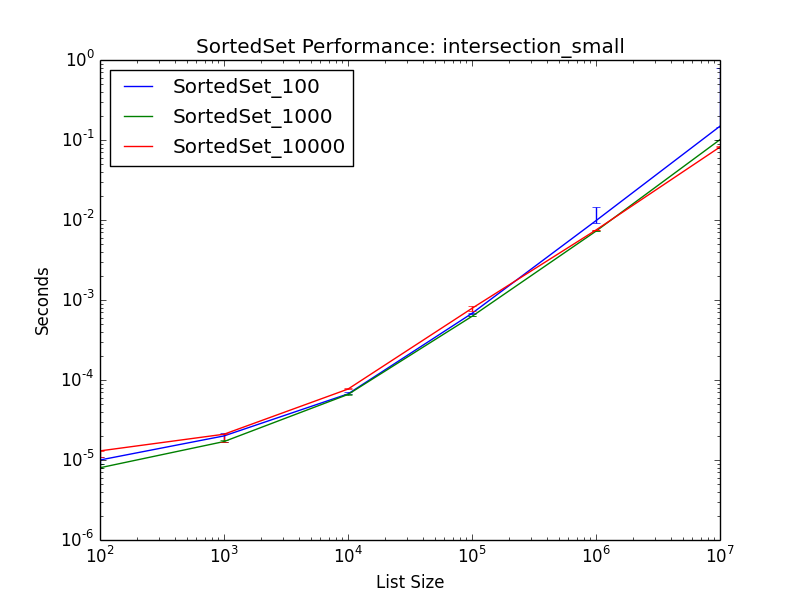 SortedSet Performance: intersection_small
SortedSet_100
SortedSet_1000
SortedSet_10000
10^0
10^-1
10^-2
10^-3
10^-4
10^-5
10^-6
Seconds
10^2 10^3 10^4 10^5 10^6 10^7
List Size